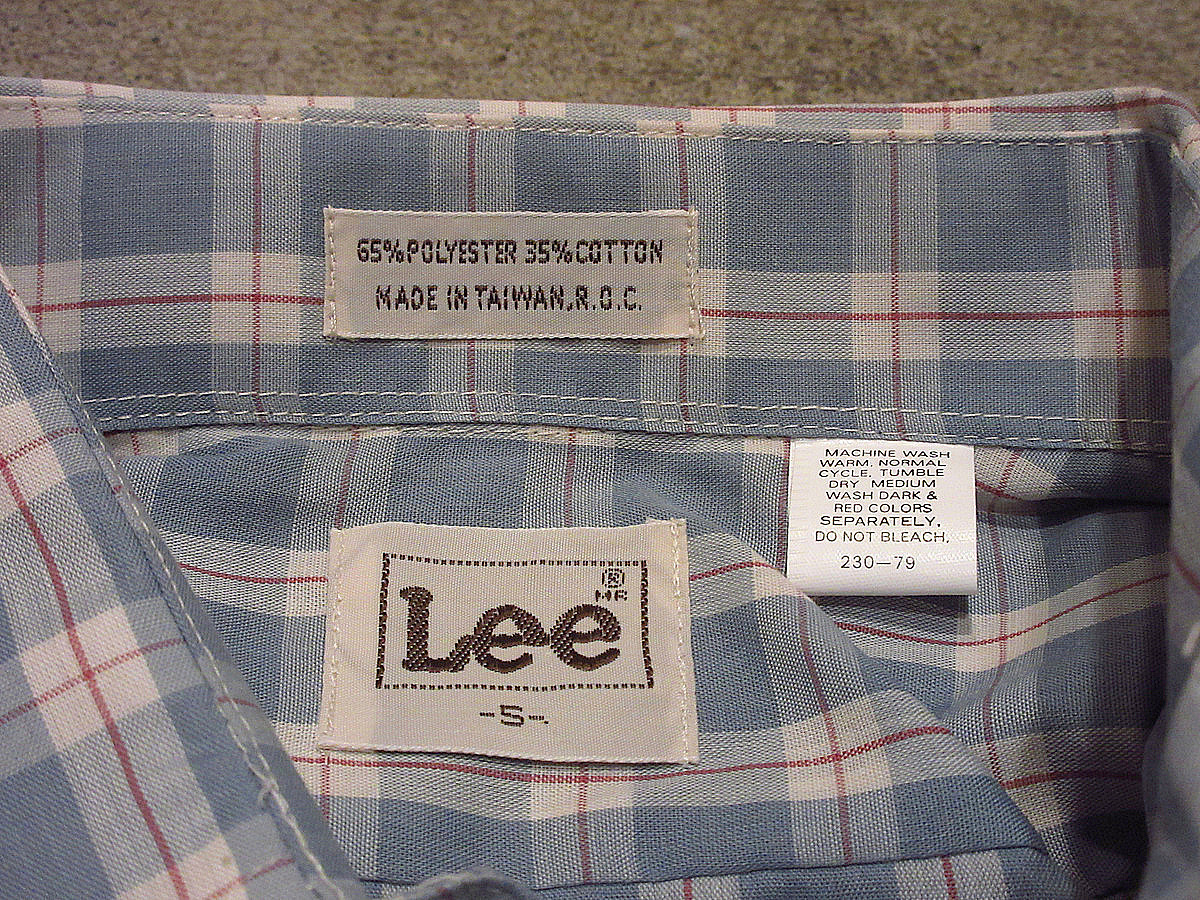 65%POLYESTER 35%COTTON
MADE IN TAIWAN,R.O.C.
MACHINE WASH
WARM, NORMAL
CYCLE, TUMBLE
DRY MEDIUM
WASH DARK &
RED COLORS
SEPARATELY,
DO NOT BLEACH,
230—79
®
MR
Lee
-S-